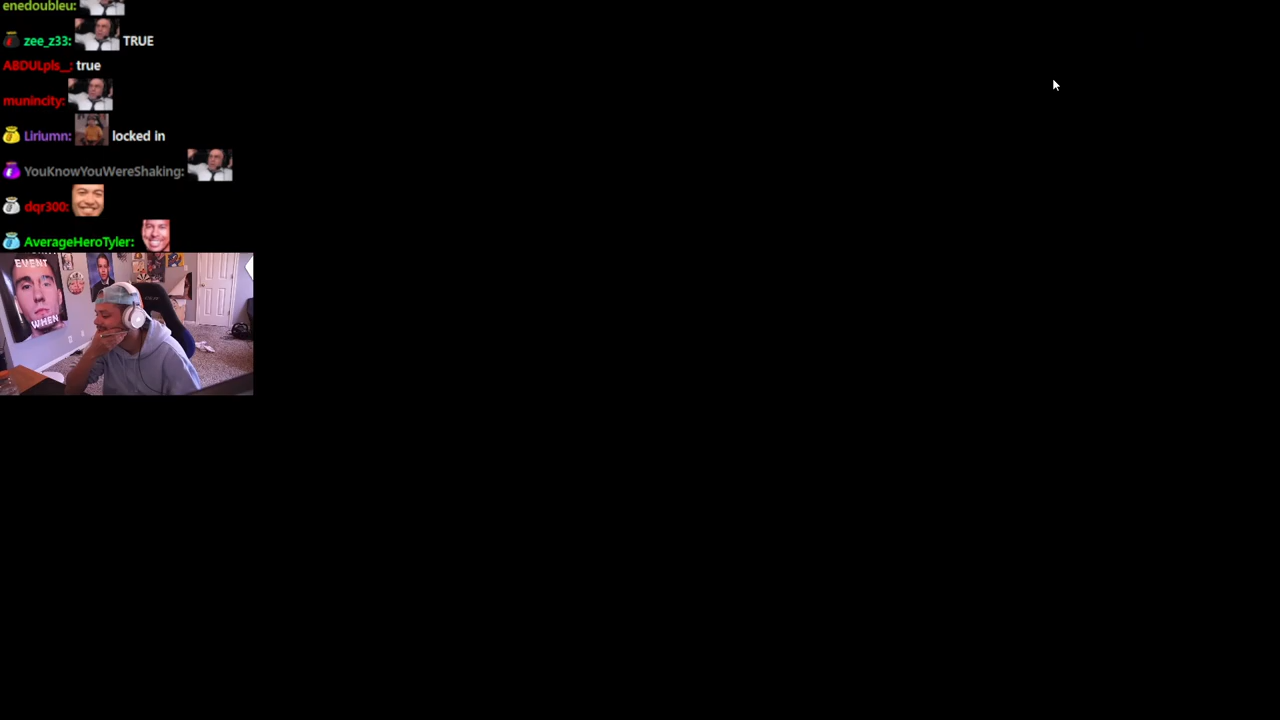 enedoubleu:
zee_z33: TRUE
ABDULpls_: true
munincity:
Liriumn: locked in
YouKnowYouWereShaking:
dqr300:
AverageHeroTyler:
EVENT
WHEN